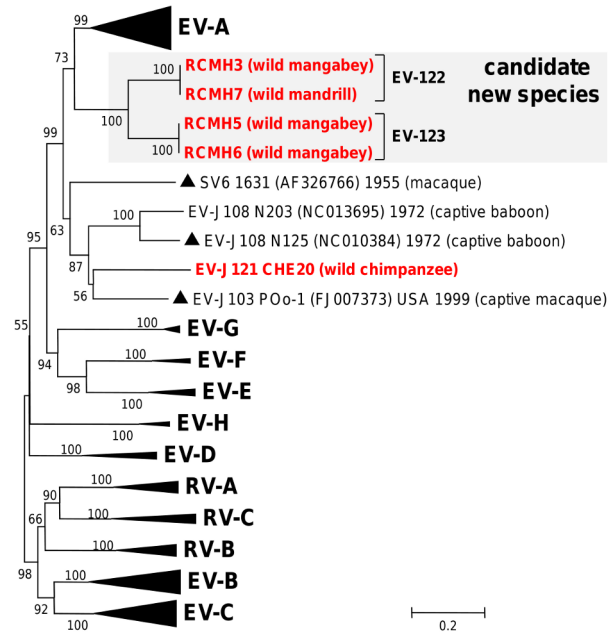 99
EV-A
73
100
RCMH3 (wild mangabey)
RCMH7 (wild mandrill)
EV-122
candidate
new species
100
100
RCMH5 (wild mangabey)
RCMH6 (wild mangabey)
EV-123
99
SV6 1631 (AF326766) 1955 (macaque)
63
100
EV-J 108 N203 (NC013695) 1972 (captive baboon)
EV-J 108 N125 (NC010384) 1972 (captive baboon)
95
87
EV-J 121 CHE20 (wild chimpanzee)
56
EV-J 103 POo-1 (FJ007373) USA 1999 (captive macaque)
55
100
EV-G
94
100
EV-F
98
100
EV-E
100
EV-H
100
EV-D
100
RV-A
90
100
RV-C
66
100
RV-B
98
100
EV-B
92
100
EV-C
0.2